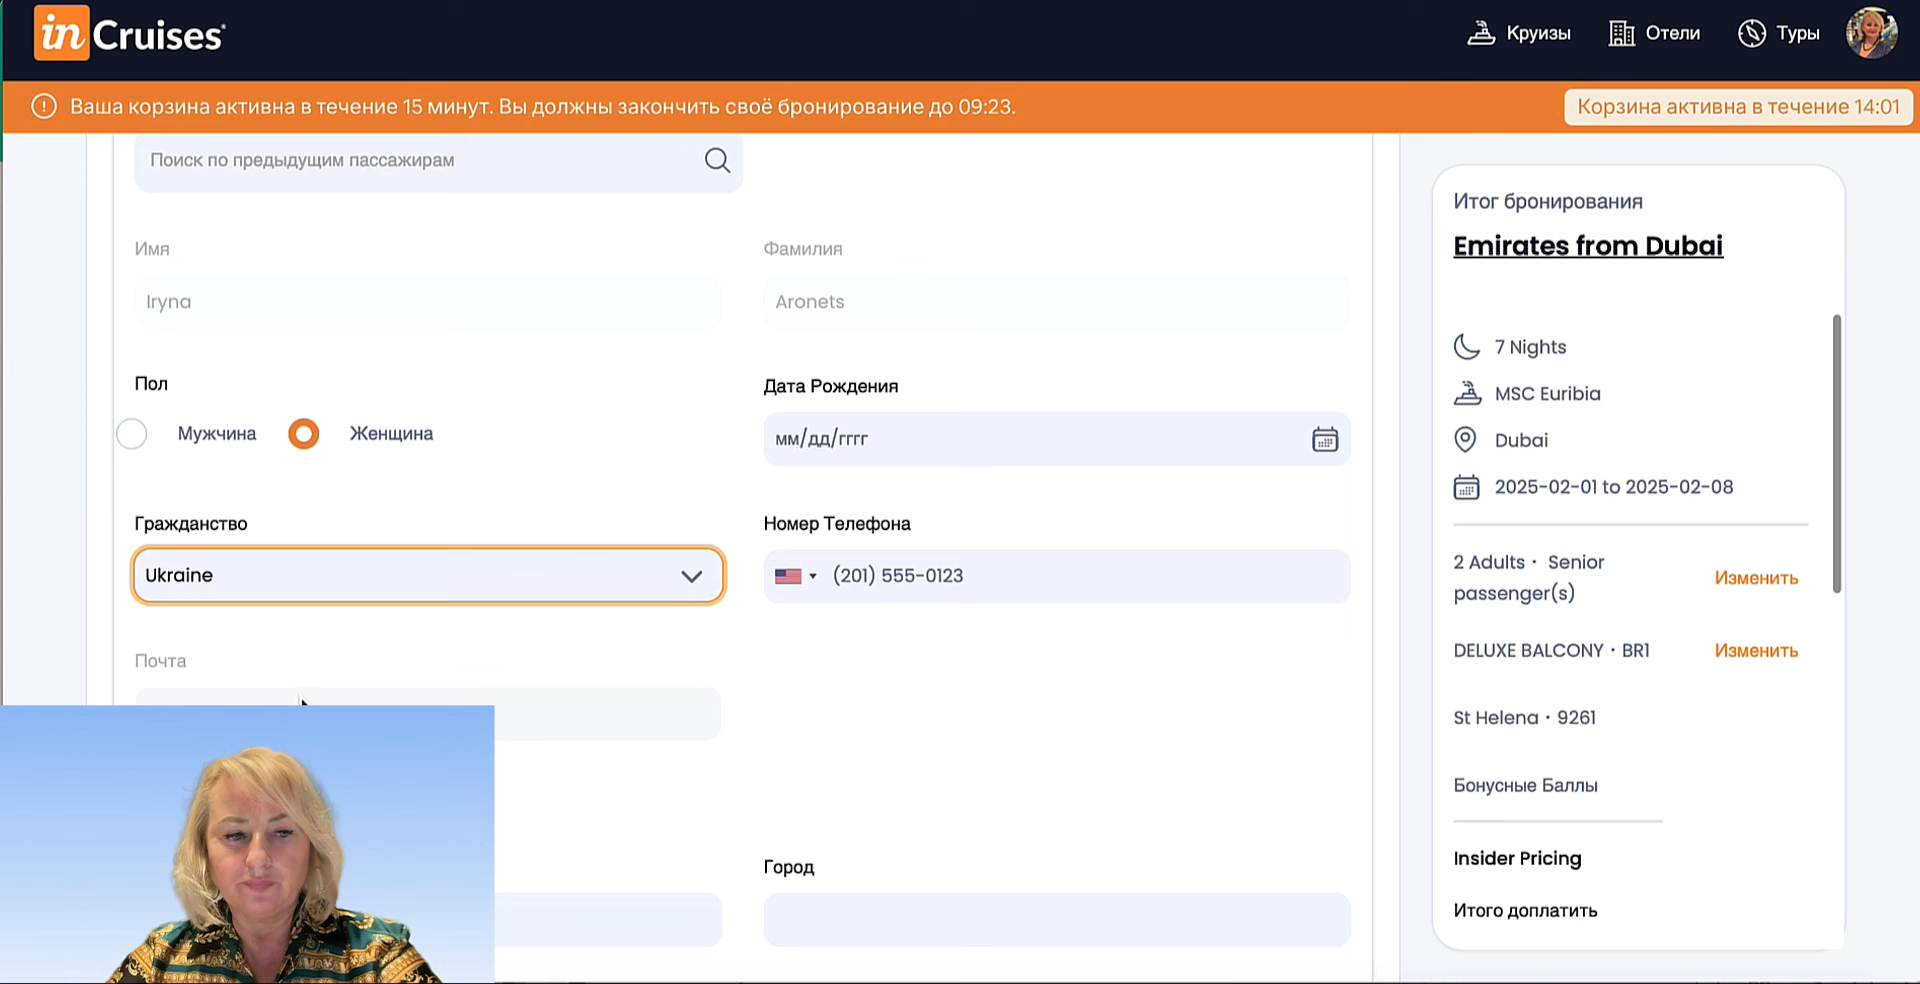 inCruises
Круизы
Отели
Туры
Ваша корзина активна в течение 15 минут. Вы должны закончить своё бронирование до 09:23.
Корзина активна в течение 14:01
Поиск по предыдущим пассажирам
Имя
Фамилия
Iryna
Aronets
Пол
Дата Рождения
Мужчина
Женщина
мм/дд/гггг
Гражданство
Номер Телефона
Ukraine
(201) 555-0123
Почта
Город
Итог бронирования
Emirates from Dubai
7 Nights
MSC Euribia
Dubai
2025-02-01 to 2025-02-08
2 Adults · Senior
passenger(s)
Изменить
DELUXE BALCONY · BR1
Изменить
St Helena · 9261
Бонусные Баллы
Insider Pricing
Итого доплатить